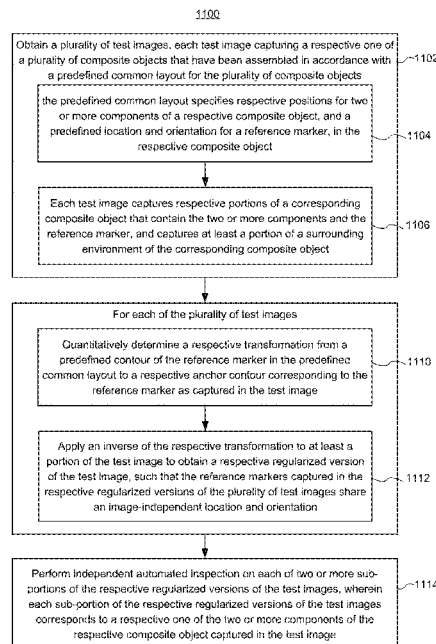 1100
Obtain a plurality of test images, each test image capturing a respective one of
a plurality of composite objects that have been assembled in accordance with
a predefined common layout for the plurality of composite objects
1102
the predefined common layout specifies respective positions for two
or more components of a respective composite object, and a
predefined location and orientation for a reference marker, in the
respective composite object
1104
Each test image captures respective portions of a corresponding
composite object that contain the two or more components and the
reference marker, and captures at least a portion of a surrounding
environment of the corresponding composite object
1106
For each of the plurality of test images
Quantitatively determine a respective transformation from a
predefined contour of the reference marker in the predefined
common layout to a respective anchor contour corresponding to the
reference marker as captured in the test image
1110
Apply an inverse of the respective transformation to at least a
portion of the test image to obtain a respective regularized version
of the test image, such that the reference markers captured in the
respective regularized versions of the plurality of test images share
an image-independent location and orientation
1112
Perform independent automated inspection on each of two or more sub-
portions of the respective regularized versions of the test images, wherein
each sub-portion of the respective regularized versions of the test images
corresponds to a respective one of the two or more components of the
respective composite object captured in the test image
1114